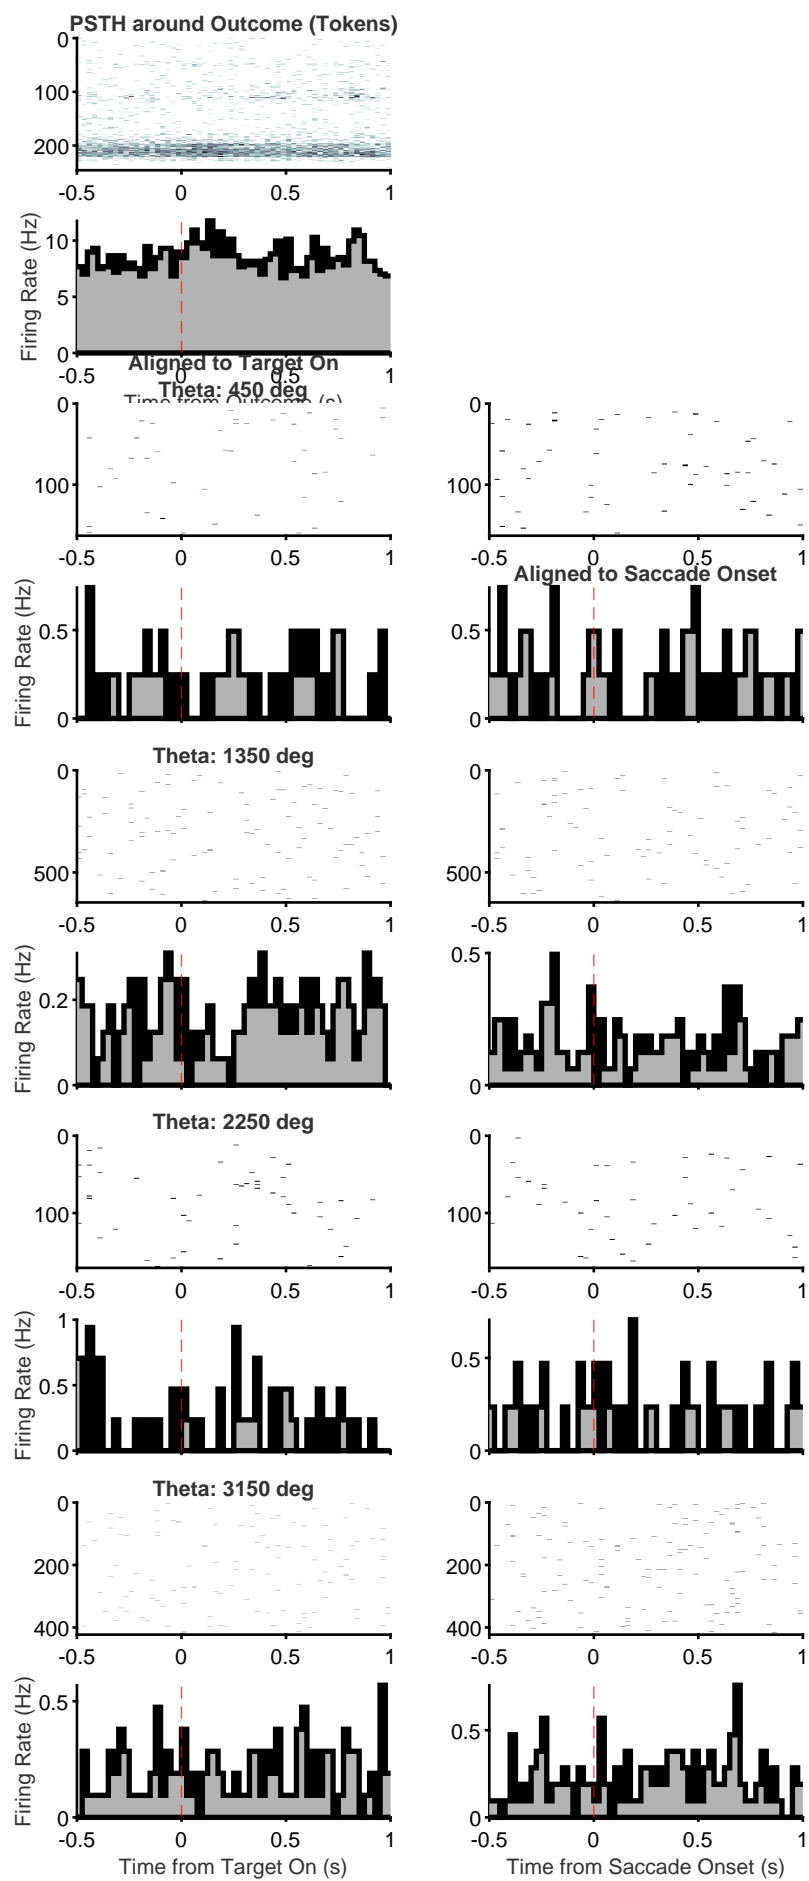 PSTH around Outcome (Tokens)
0
100
200
-0.5 0 0.5 1
Firing Rate (Hz)
10
5
0
-0.5 0 0.5 1
Time from Outcome (s)
Aligned to Target On
Theta: 450 deg
0
100
-0.5 0 0.5 1
0
100
-0.5 0 0.5 1
Firing Rate (Hz)
0.5
0
Aligned to Saccade Onset
0.5
0
Theta: 1350 deg
0
500
-0.5 0 0.5 1
0
500
-0.5 0 0.5 1
Firing Rate (Hz)
0.2
0
0.5
0
Theta: 2250 deg
0
100
-0.5 0 0.5 1
0
100
-0.5 0 0.5 1
Firing Rate (Hz)
1
0.5
0
0.5
0
Theta: 3150 deg
0
200
400
-0.5 0 0.5 1
0
200
400
-0.5 0 0.5 1
Firing Rate (Hz)
0.5
0
-0.5 0 0.5 1
Time from Target On (s)
0.5
0
-0.5 0 0.5 1
Time from Saccade Onset (s)